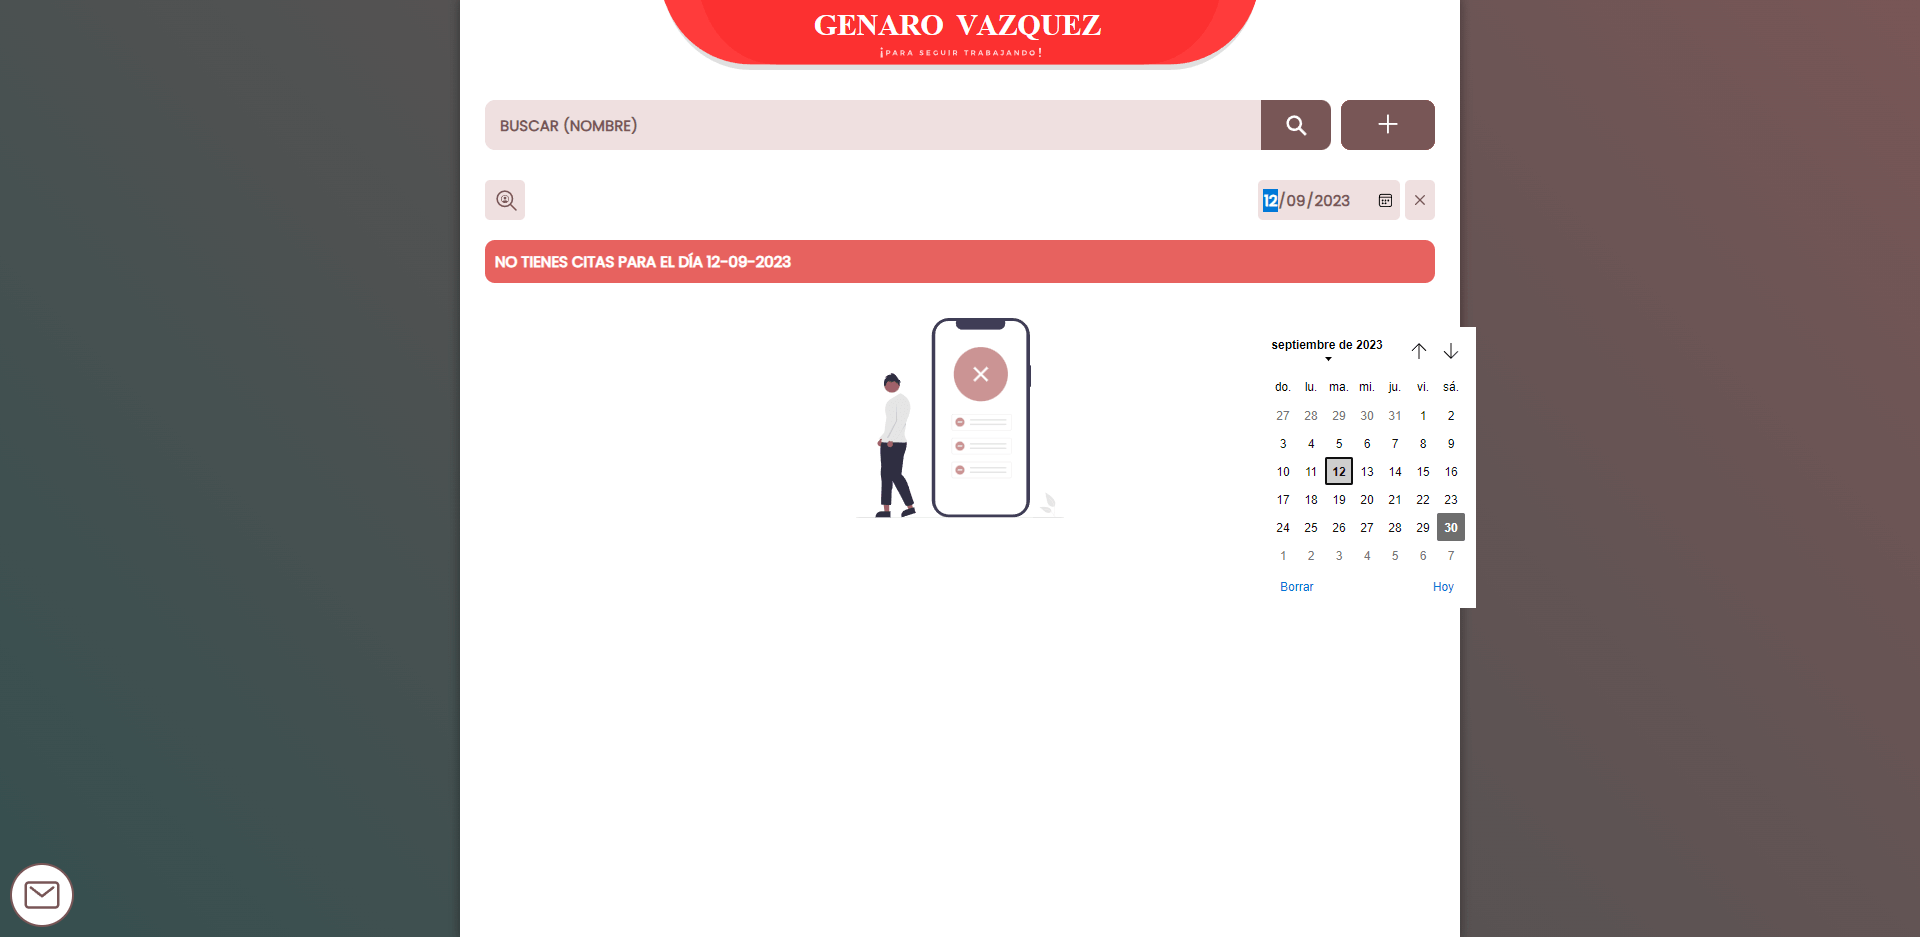 GENARO VAZQUEZ
¡PARA SEGUIR TRABAJANDO!
BUSCAR (NOMBRE)
12/09/2023
NO TIENES CITAS PARA EL DÍA 12-09-2023
septiembre de 2023
do. lu. ma. mi. ju. vi. sá.
27 28 29 30 31 1 2
3 4 5 6 7 8 9
10 11 12 13 14 15 16
17 18 19 20 21 22 23
24 25 26 27 28 29 30
1 2 3 4 5 6 7
Borrar Hoy